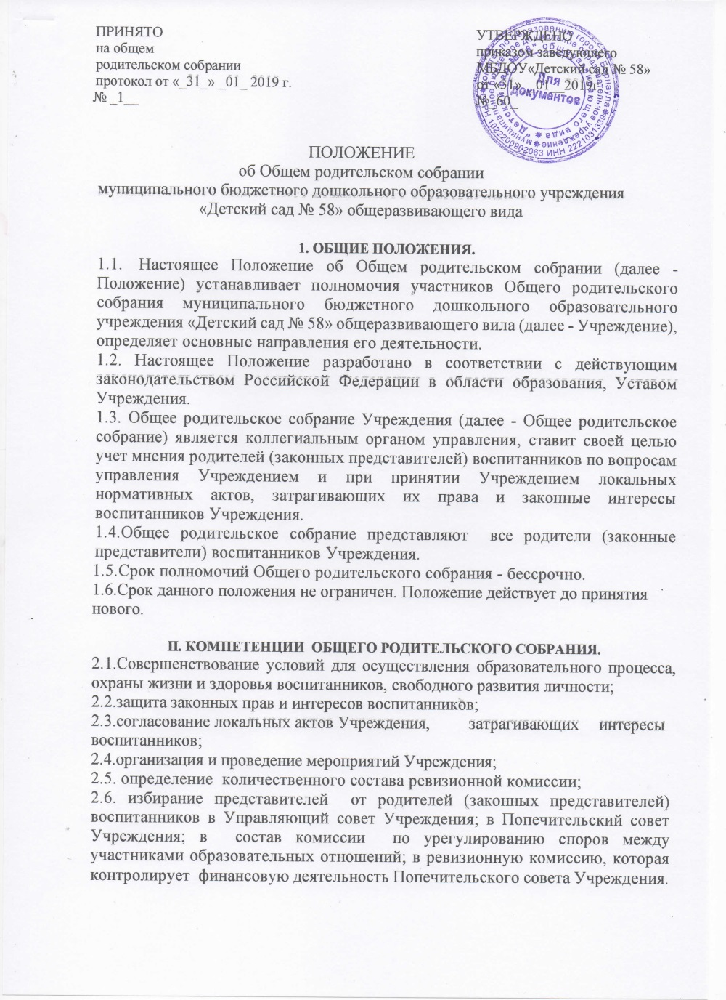 ПРИНЯТО
на общем
родительском собрании
протокол от «_31_» _01_ 2019 г.
№ _1__
УТВЕРЖДЕНО
приказом заведующего
МБДОУ«Детский сад № 58»
от «31»_ 01 _ 2019г.
№_60_
Для
документов
ОГРН 1022200902063 ИНН 2221031339
ПОЛОЖЕНИЕ
об Общем родительском собрании
муниципального бюджетного дошкольного образовательного учреждения
«Детский сад № 58» общеразвивающего вида
1. ОБЩИЕ ПОЛОЖЕНИЯ.
1.1. Настоящее Положение об Общем родительском собрании (далее -
Положение) устанавливает полномочия участников Общего родительского
собрания муниципального бюджетного дошкольного образовательного
учреждения «Детский сад № 58» общеразвивающего вила (далее - Учреждение),
определяет основные направления его деятельности.
1.2. Настоящее Положение разработано в соответствии с действующим
законодательством Российской Федерации в области образования, Уставом
Учреждения.
1.3. Общее родительское собрание Учреждения (далее - Общее родительское
собрание) является коллегиальным органом управления, ставит своей целью
учет мнения родителей (законных представителей) воспитанников по вопросам
управления Учреждением и при принятии Учреждением локальных
нормативных актов, затрагивающих их права и законные интересы
воспитанников Учреждения.
1.4.Общее родительское собрание представляют все родители (законные
представители) воспитанников Учреждения.
1.5.Срок полномочий Общего родительского собрания - бессрочно.
1.6.Срок данного положения не ограничен. Положение действует до принятия
нового.
II. КОМПЕТЕНЦИИ ОБЩЕГО РОДИТЕЛЬСКОГО СОБРАНИЯ.
2.1.Совершенствование условий для осуществления образовательного процесса,
охраны жизни и здоровья воспитанников, свободного развития личности;
2.2.защита законных прав и интересов воспитанников;
2.3.согласование локальных актов Учреждения, затрагивающих интересы
воспитанников;
2.4.организация и проведение мероприятий Учреждения;
2.5. определение количественного состава ревизионной комиссии;
2.6. избирание представителей от родителей (законных представителей)
воспитанников в Управляющий совет Учреждения; в Попечительский совет
Учреждения; в состав комиссии по урегулированию споров между
участниками образовательных отношений; в ревизионную комиссию, которая
контролирует финансовую деятельность Попечительского совета Учреждения.